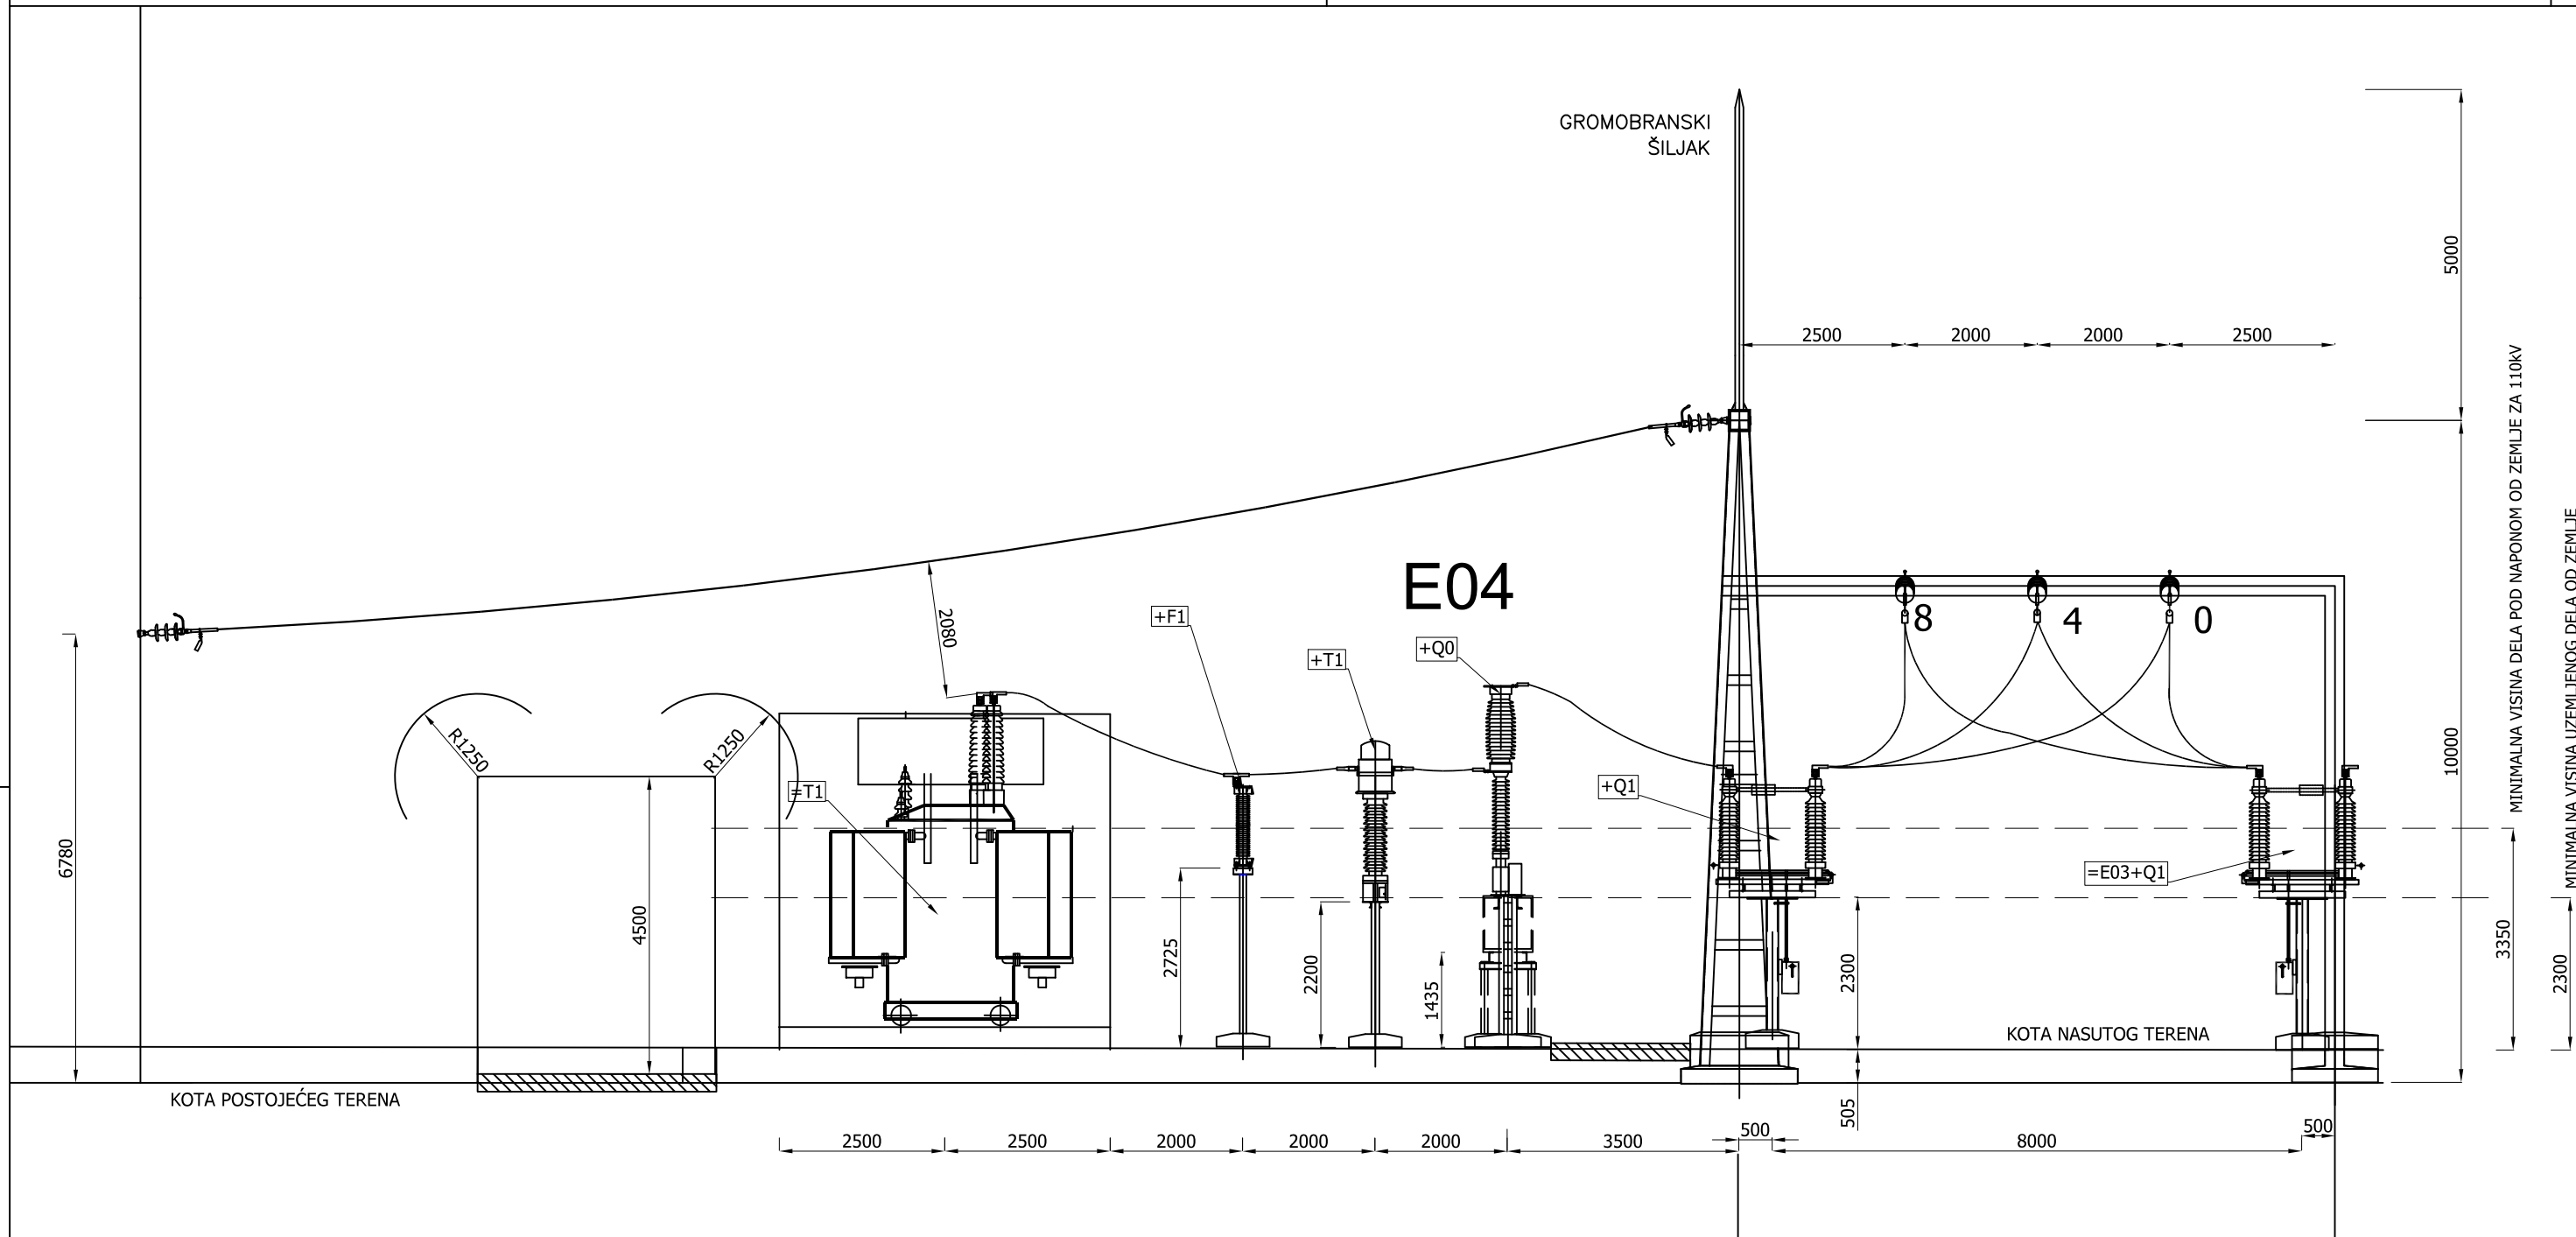 GROMOBRANSKI
ŠILJAK
5000
2500 2000 2000 2500
MINIMALNA VISINA DELA POD NAPONOM OD ZEMLJE ZA 110kV
MINIMALNA VISINA UZEMLJENOG DELA OD ZEMLJE
10000
E04
8 4 0
2080
+F1
+T1
+Q0
R1250
R1250
=T1
+Q1
=E03+Q1
6780
4500
2725
2200
1435
2300
3350
2300
KOTA NASUTOG TERENA
KOTA POSTOJEĆEG TERENA
505
2500 2500 2000 2000 2000 3500 500 8000 500